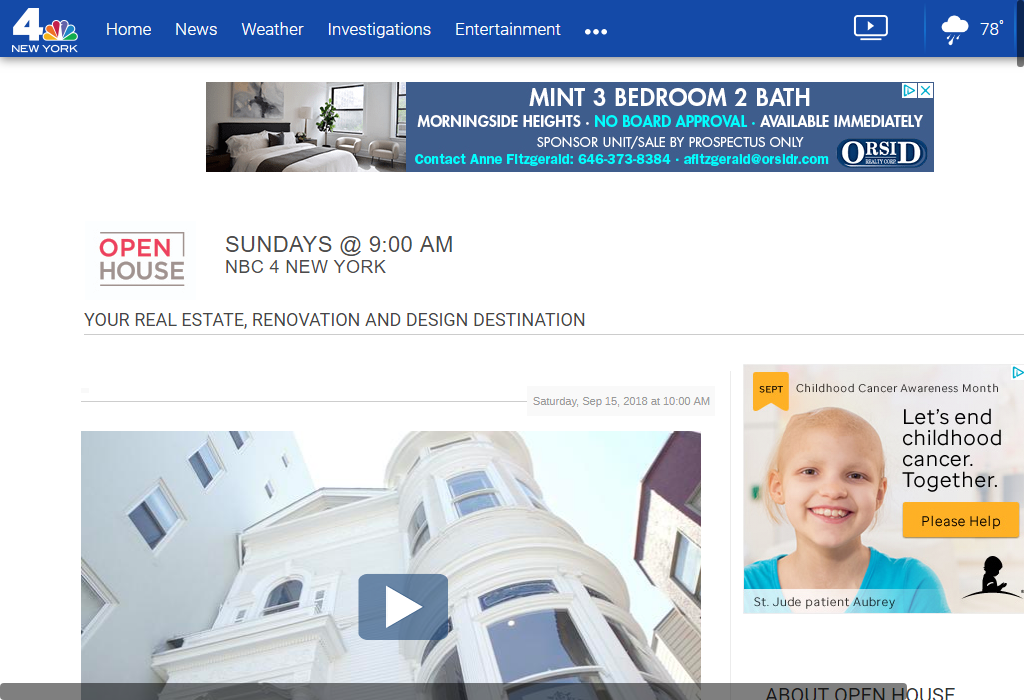 4
NEW YORK
Home News Weather Investigations Entertainment
78°
MINT 3 BEDROOM 2 BATH
MORNINGSIDE HEIGHTS · NO BOARD APPROVAL · AVAILABLE IMMEDIATELY
SPONSOR UNIT/SALE BY PROSPECTUS ONLY
Contact Anne Fitzgerald: 646-373-8384 · afitzgerald@orsidr.com
ORSID
REALTY CORP.
OPEN
HOUSE
SUNDAYS @ 9:00 AM
NBC 4 NEW YORK
YOUR REAL ESTATE, RENOVATION AND DESIGN DESTINATION
Saturday, Sep 15, 2018 at 10:00 AM
SEPT
Childhood Cancer Awareness Month
Let's end
childhood
cancer.
Together.
Please Help
St. Jude patient Aubrey
ABOUT OPEN HOUSE